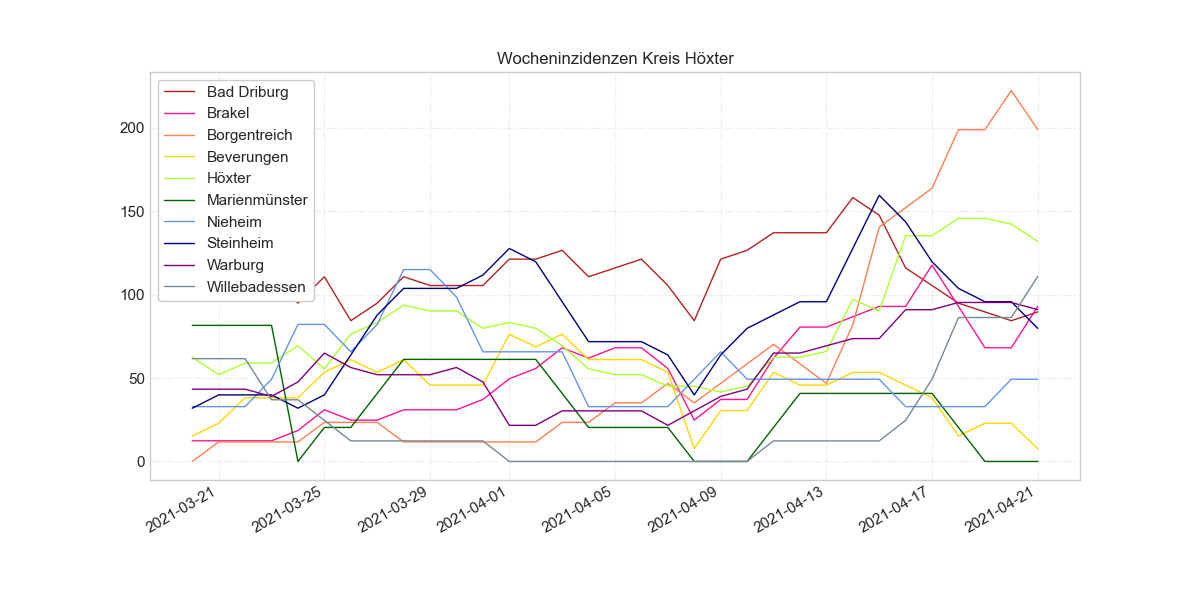 Wocheninzidenzen Kreis Höxter
Bad Driburg
Brakel
Borgentreich
Beverungen
Höxter
Marienmünster
Nieheim
Steinheim
Warburg
Willebadessen
200
150
100
50
0
2021-03-21
2021-03-25
2021-03-29
2021-04-01
2021-04-05
2021-04-09
2021-04-13
2021-04-17
2021-04-21